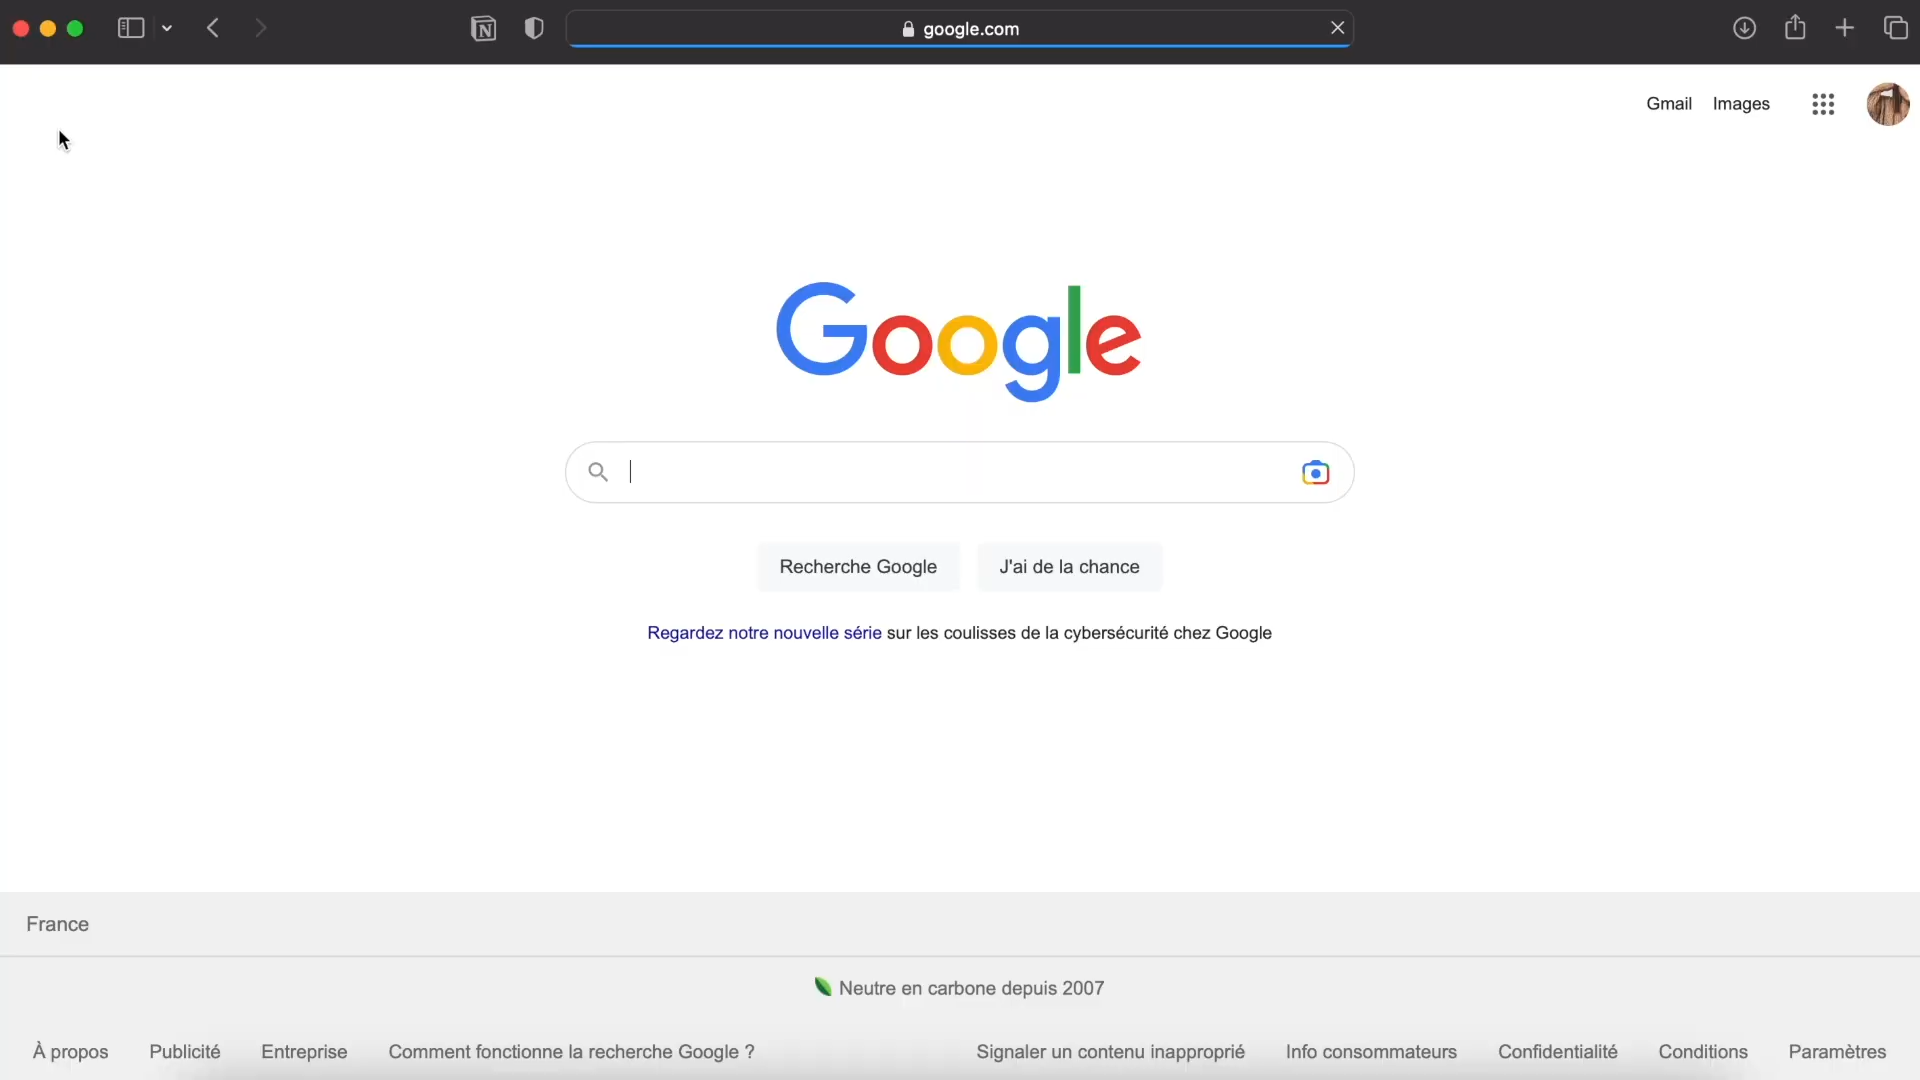 google.com
Gmail Images
Google
Recherche Google J'ai de la chance
Regardez notre nouvelle série sur les coulisses de la cybersécurité chez Google
France
Neutre en carbone depuis 2007
À propos Publicité Entreprise Comment fonctionne la recherche Google ? Signaler un contenu inapproprié Info consommateurs Confidentialité Conditions Paramètres